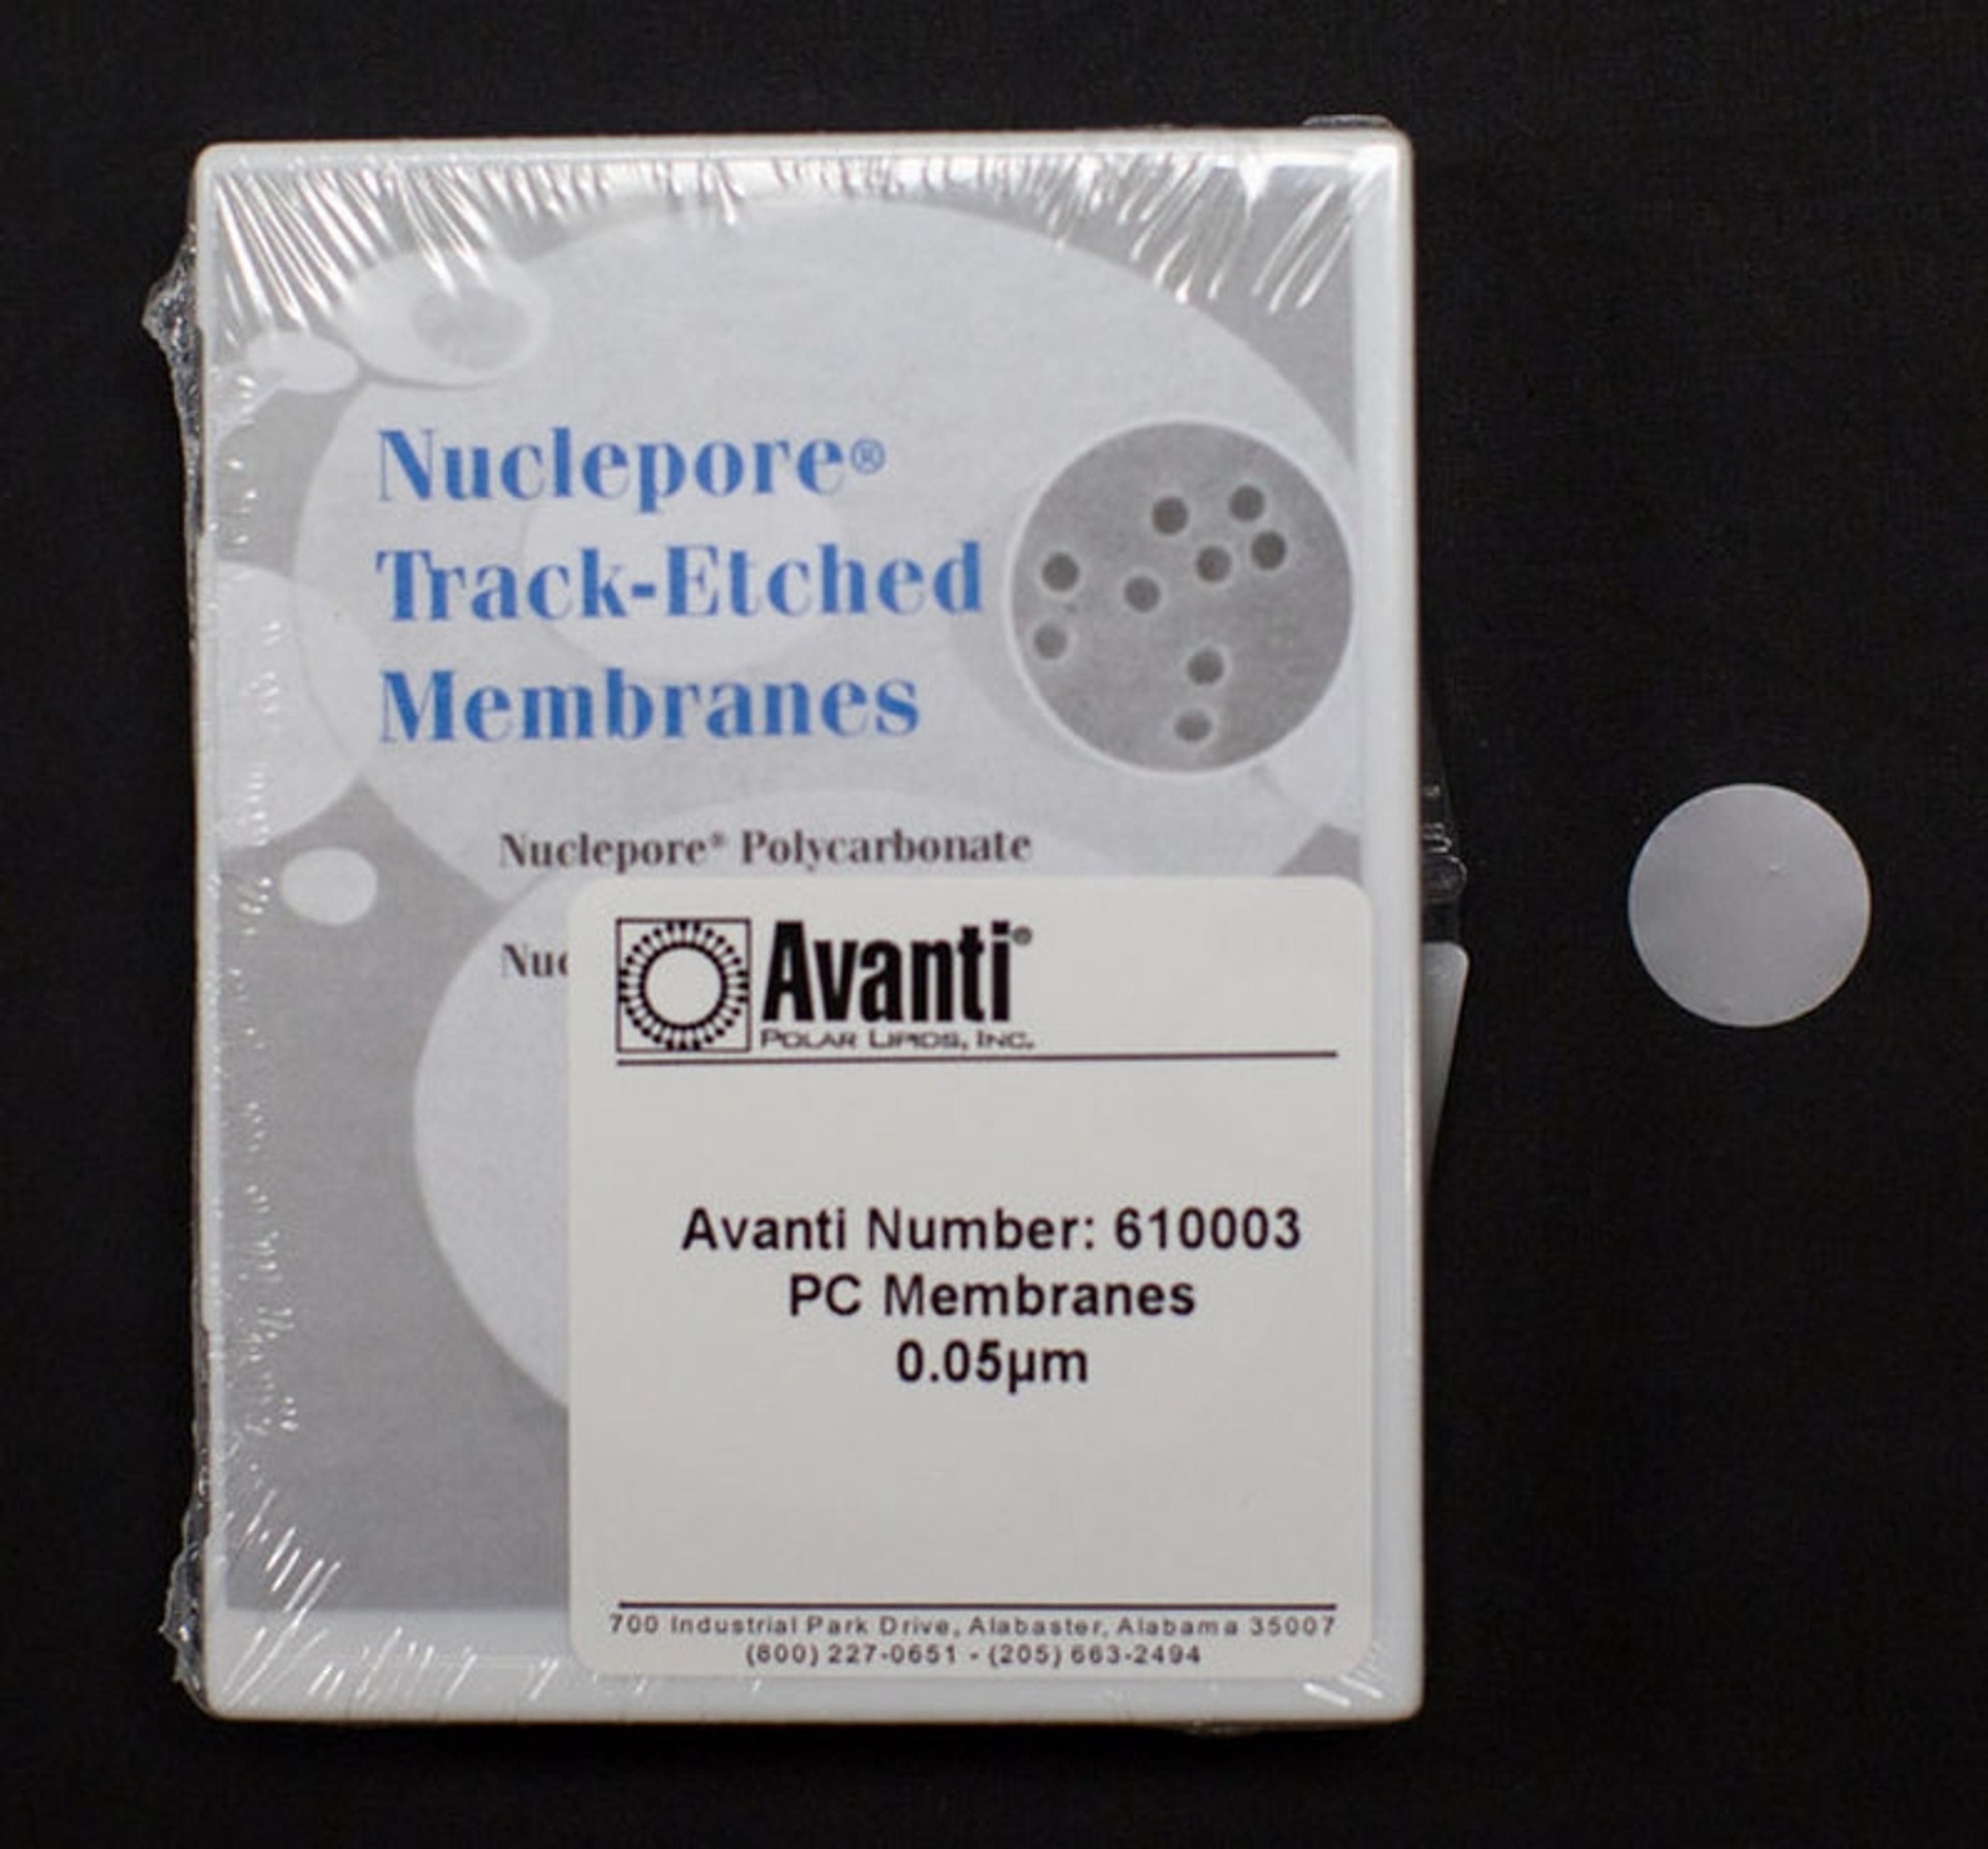 Nuclepore®
Track-Etched
Membranes
Nuclepore® Polycarbonate
Nuc
Avanti®
POLAR LIPIDS, INC.
Avanti Number: 610003
PC Membranes
0.05µm
700 Industrial Park Drive, Alabaster, Alabama 35007
(800) 227-0651 - (205) 663-2494